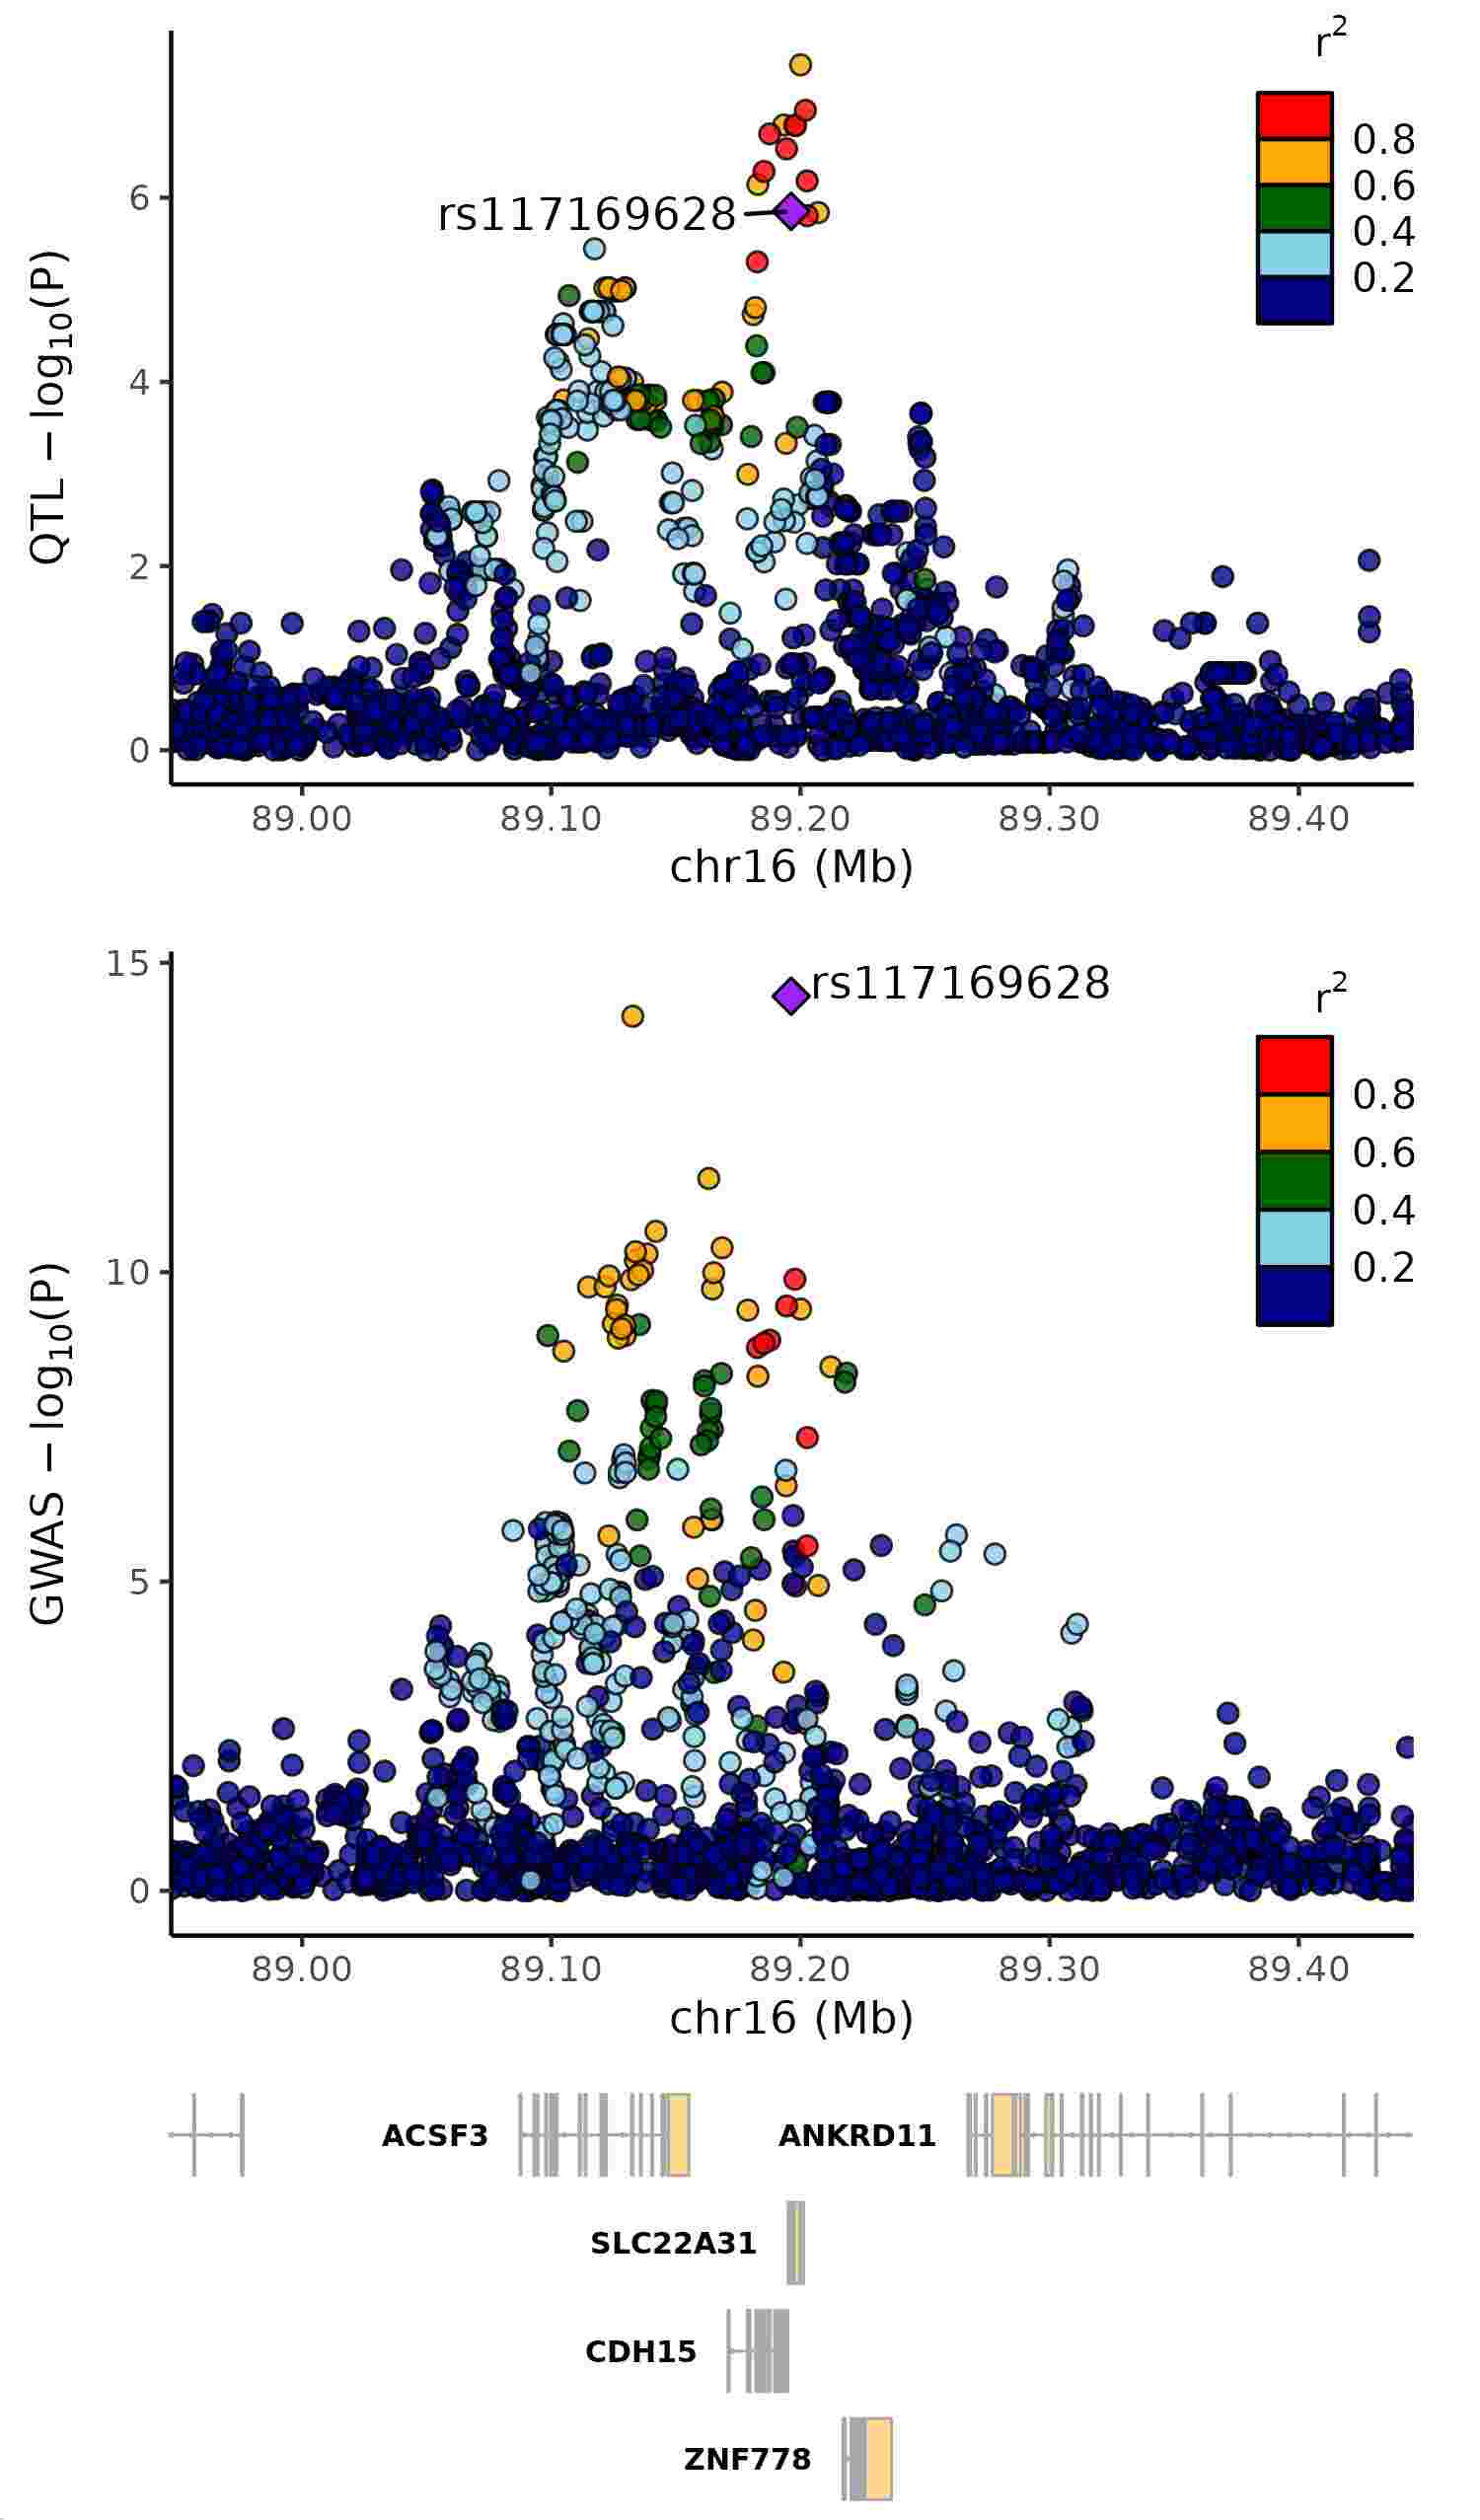 r2
0.8
0.6
0.4
0.2
rs117169628
QTL − log10(P)
6
4
2
0
89.00 89.10 89.20 89.30 89.40
chr16 (Mb)
rs117169628
r2
0.8
0.6
0.4
0.2
GWAS − log10(P)
15
10
5
0
89.00 89.10 89.20 89.30 89.40
chr16 (Mb)
ACSF3 ANKRD11
SLC22A31
CDH15
ZNF778